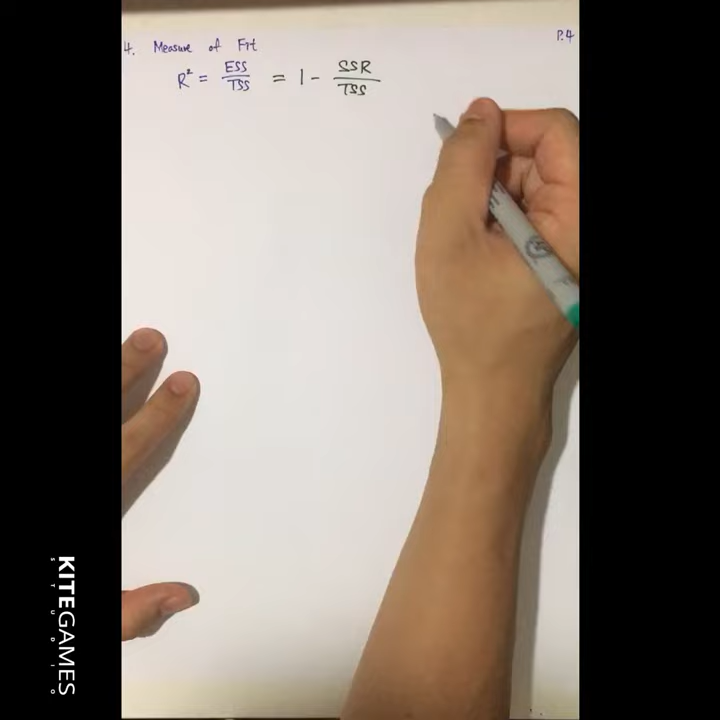 4. Measure of Fit
P.4
R² = ESS/TSS = 1 - SSR/TSS
KITEGAMES
STUDIO